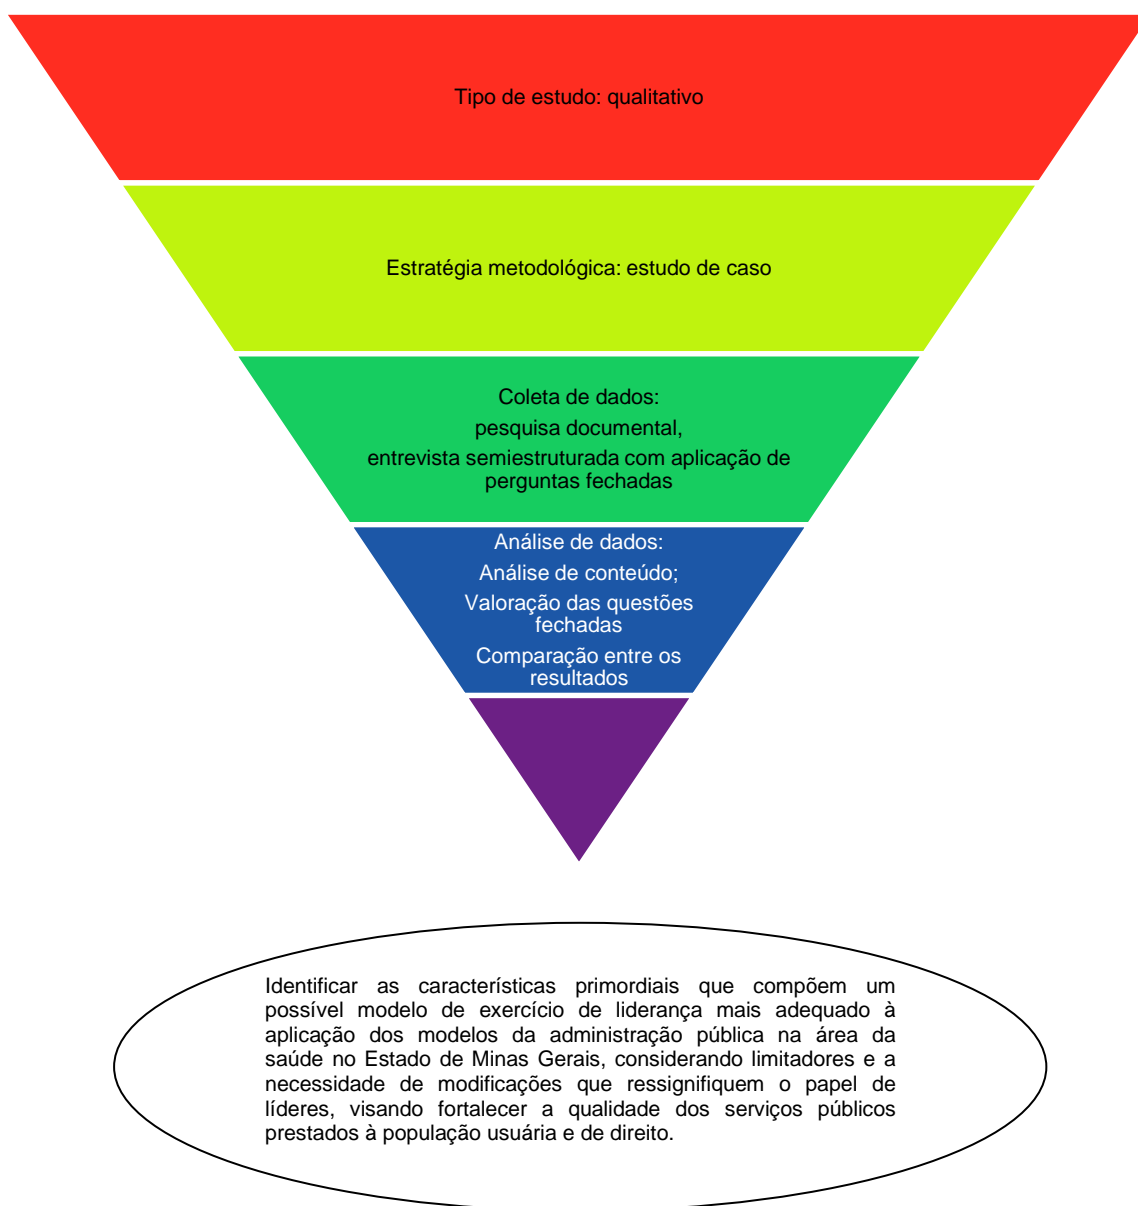 Tipo de estudo: qualitativo
Estratégia metodológica: estudo de caso
Coleta de dados:
pesquisa documental,
entrevista semiestruturada com aplicação de
perguntas fechadas
Análise de dados:
Análise de conteúdo;
Valoração das questões
fechadas
Comparação entre os
resultados
Identificar as características primordiais que compõem um
possível modelo de exercício de liderança mais adequado à
aplicação dos modelos da administração pública na área da
saúde no Estado de Minas Gerais, considerando limitadores e a
necessidade de modificações que ressignifiquem o papel de
líderes, visando fortalecer a qualidade dos serviços públicos
prestados à população usuária e de direito.